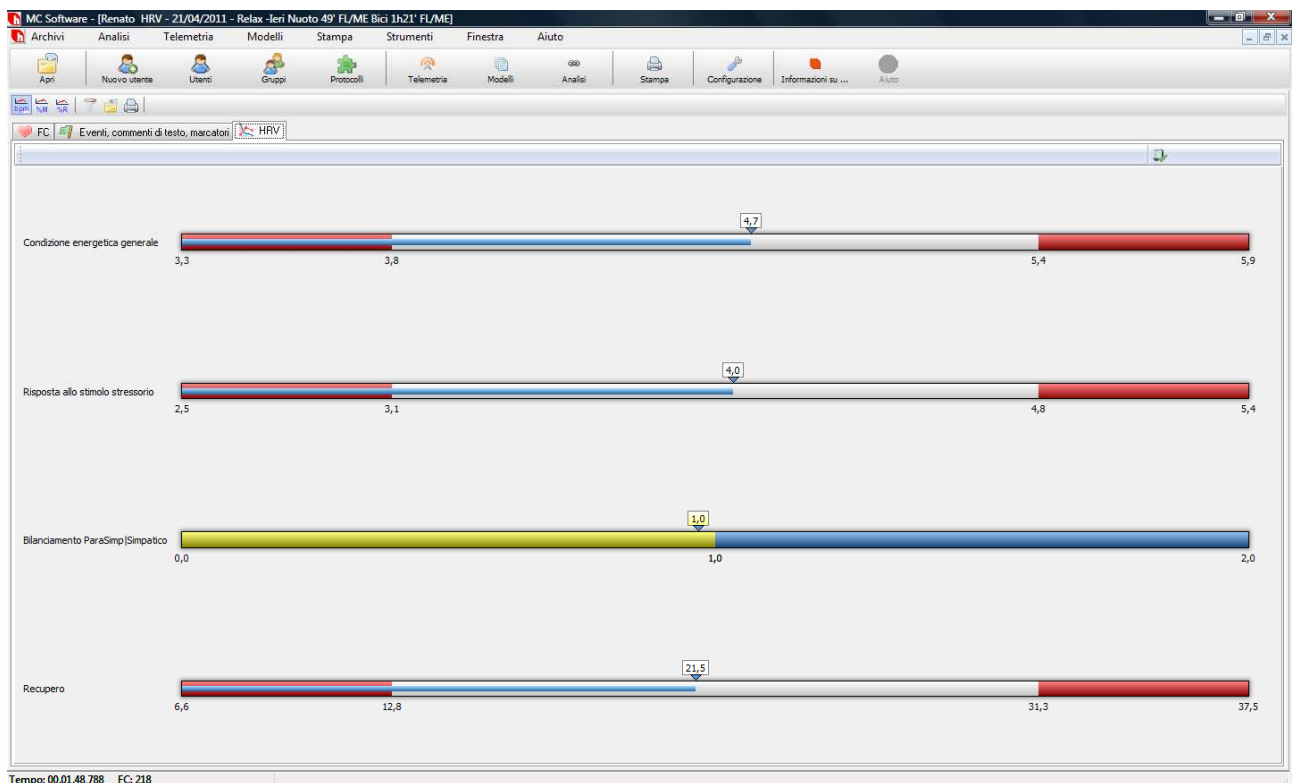 MC Software - [Renato HRV - 21/04/2011 - Relax -Ieri Nuoto 49' FL/ME Bici 1h21' FL/ME]
Archivi Analisi Telemetria Modelli Stampa Strumenti Finestra Aiuto
Apri Nuovo utente Utenti Gruppi Protocolli Telemetria Modelli Analisi Stampa Configurazione Informazioni su ... Aiuto
bpm %M %R
FC Eventi, commenti di testo, marcatori HRV
4,7
Condizione energetica generale
3,3 3,8 5,4 5,9
4,0
Risposta allo stimolo stressorio
2,5 3,1 4,8 5,4
1,0
Bilanciamento ParaSimp|Simpatico
0,0 1,0 2,0
21,5
Recupero
6,6 12,8 31,3 37,5
Tempo: 00.01.48.788 FC: 218